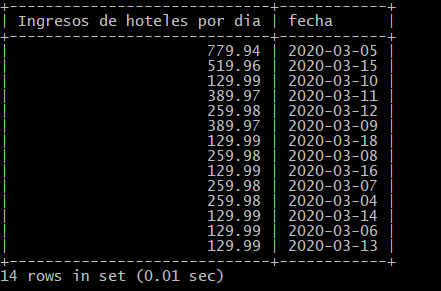 +-----------------------------+------------+
| Ingresos de hoteles por dia | fecha      |
+-----------------------------+------------+
|                      779.94 | 2020-03-05 |
|                      519.96 | 2020-03-15 |
|                      129.99 | 2020-03-10 |
|                      389.97 | 2020-03-11 |
|                      259.98 | 2020-03-12 |
|                      389.97 | 2020-03-09 |
|                      129.99 | 2020-03-18 |
|                      259.98 | 2020-03-08 |
|                      129.99 | 2020-03-16 |
|                      259.98 | 2020-03-07 |
|                      259.98 | 2020-03-04 |
|                      129.99 | 2020-03-14 |
|                      129.99 | 2020-03-06 |
|                      129.99 | 2020-03-13 |
+-----------------------------+------------+
14 rows in set (0.01 sec)